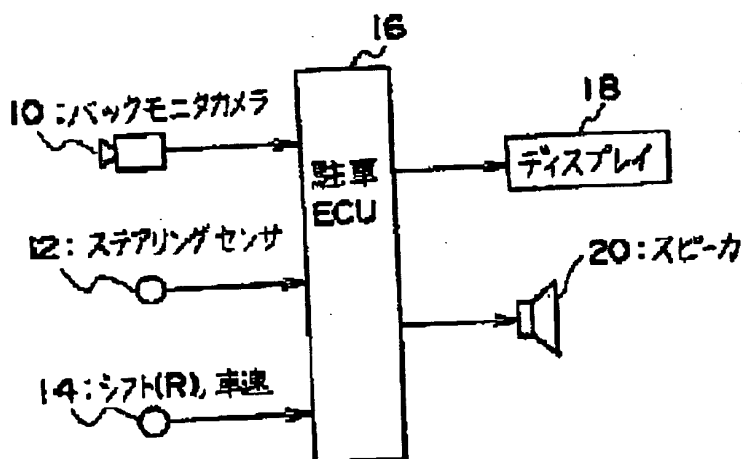 16
10:バックモニタカメラ
18
ディスプレイ
駐車
ECU
12:ステアリングセンサ
20:スピーカ
14:シフト(R),車速